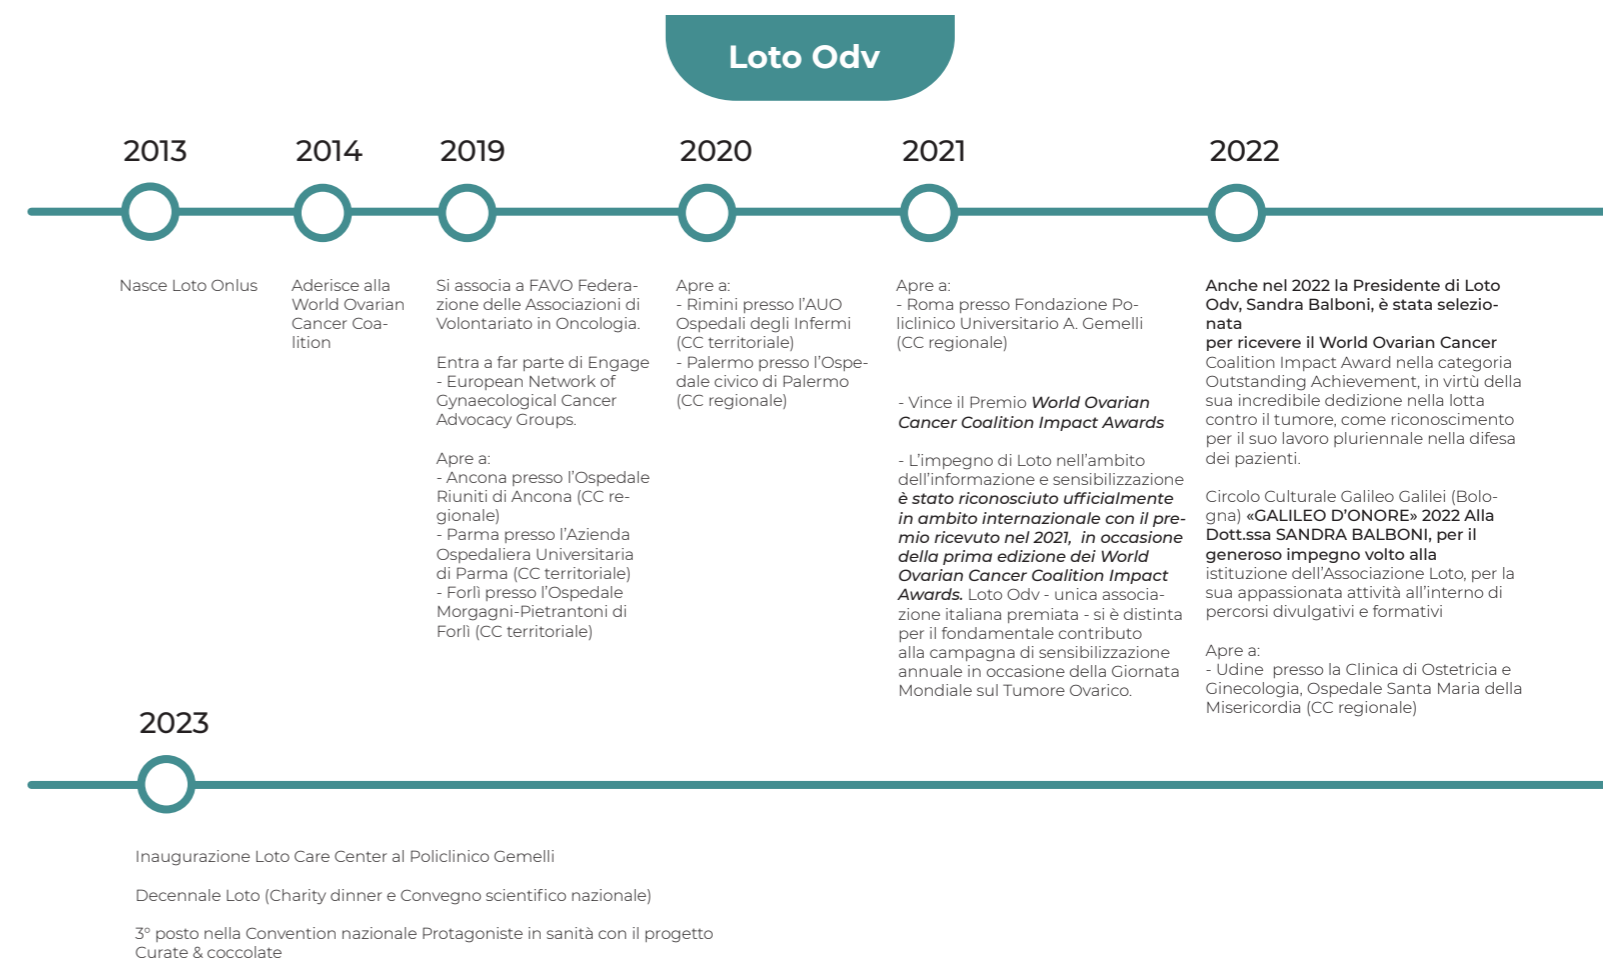 Loto Odv
2013
Nasce Loto Onlus
2014
Aderisce alla
World Ovarian
Cancer Coa-
lition
2019
Si associa a FAVO Federa-
zione delle Associazioni di
Volontariato in Oncologia.
Entra a far parte di Engage
- European Network of
Gynaecological Cancer
Advocacy Groups.
Apre a:
- Ancona presso l’Ospedale
Riuniti di Ancona (CC re-
gionale)
- Parma presso l’Azienda
Ospedaliera Universitaria
di Parma (CC territoriale)
- Forlì presso l’Ospedale
Morgagni-Pietrantoni di
Forlì (CC territoriale)
2020
Apre a:
- Rimini presso l’AUO
Ospedali degli Infermi
(CC territoriale)
- Palermo presso l’Ospe-
dale civico di Palermo
(CC regionale)
2021
Apre a:
- Roma presso Fondazione Po-
liclinico Universitario A. Gemelli
(CC regionale)
- Vince il Premio World Ovarian
Cancer Coalition Impact Awards
- L’impegno di Loto nell’ambito
dell’informazione e sensibilizzazione
è stato riconosciuto ufficialmente
in ambito internazionale con il pre-
mio ricevuto nel 2021, in occasione
della prima edizione dei World
Ovarian Cancer Coalition Impact
Awards. Loto Odv - unica associa-
zione italiana premiata - si è distinta
per il fondamentale contributo
alla campagna di sensibilizzazione
annuale in occasione della Giornata
Mondiale sul Tumore Ovarico.
2022
Anche nel 2022 la Presidente di Loto
Odv, Sandra Balboni, è stata selezio-
nata
per ricevere il World Ovarian Cancer
Coalition Impact Award nella categoria
Outstanding Achievement, in virtù della
sua incredibile dedizione nella lotta
contro il tumore, come riconoscimento
per il suo lavoro pluriennale nella difesa
dei pazienti.
Circolo Culturale Galileo Galilei (Bolo-
gna) «GALILEO D’ONORE» 2022 Alla
Dott.ssa SANDRA BALBONI, per il
generoso impegno volto alla
istituzione dell’Associazione Loto, per la
sua appassionata attività all’interno di
percorsi divulgativi e formativi
Apre a:
- Udine presso la Clinica di Ostetricia e
Ginecologia, Ospedale Santa Maria della
Misericordia (CC regionale)
2023
Inaugurazione Loto Care Center al Policlinico Gemelli
Decennale Loto (Charity dinner e Convegno scientifico nazionale)
3° posto nella Convention nazionale Protagoniste in sanità con il progetto
Curate & coccolate